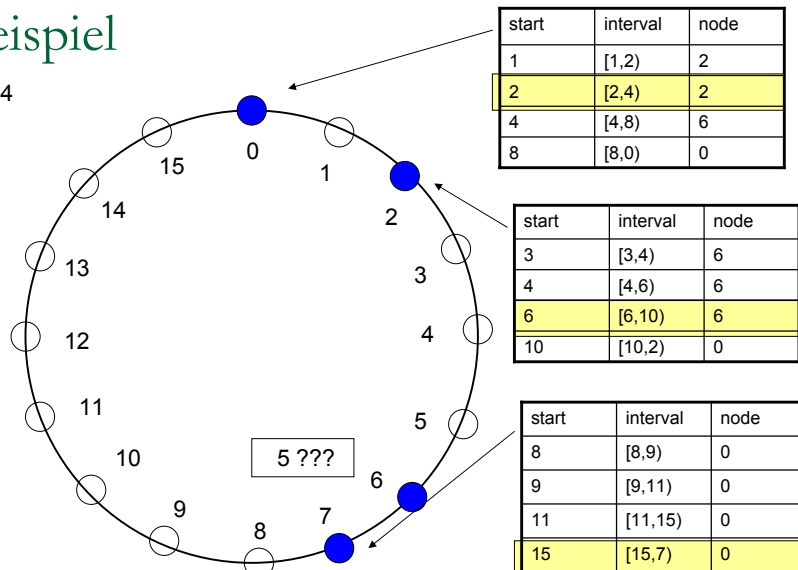 eispiel
4
start interval node
1 [1,2) 2
2 [2,4) 2
4 [4,8) 6
8 [8,0) 0
start interval node
3 [3,4) 6
4 [4,6) 6
6 [6,10) 6
10 [10,2) 0
start interval node
8 [8,9) 0
9 [9,11) 0
11 [11,15) 0
15 [15,7) 0
0
1
2
3
4
5
6
7
8
9
10
11
12
13
14
15
5 ???